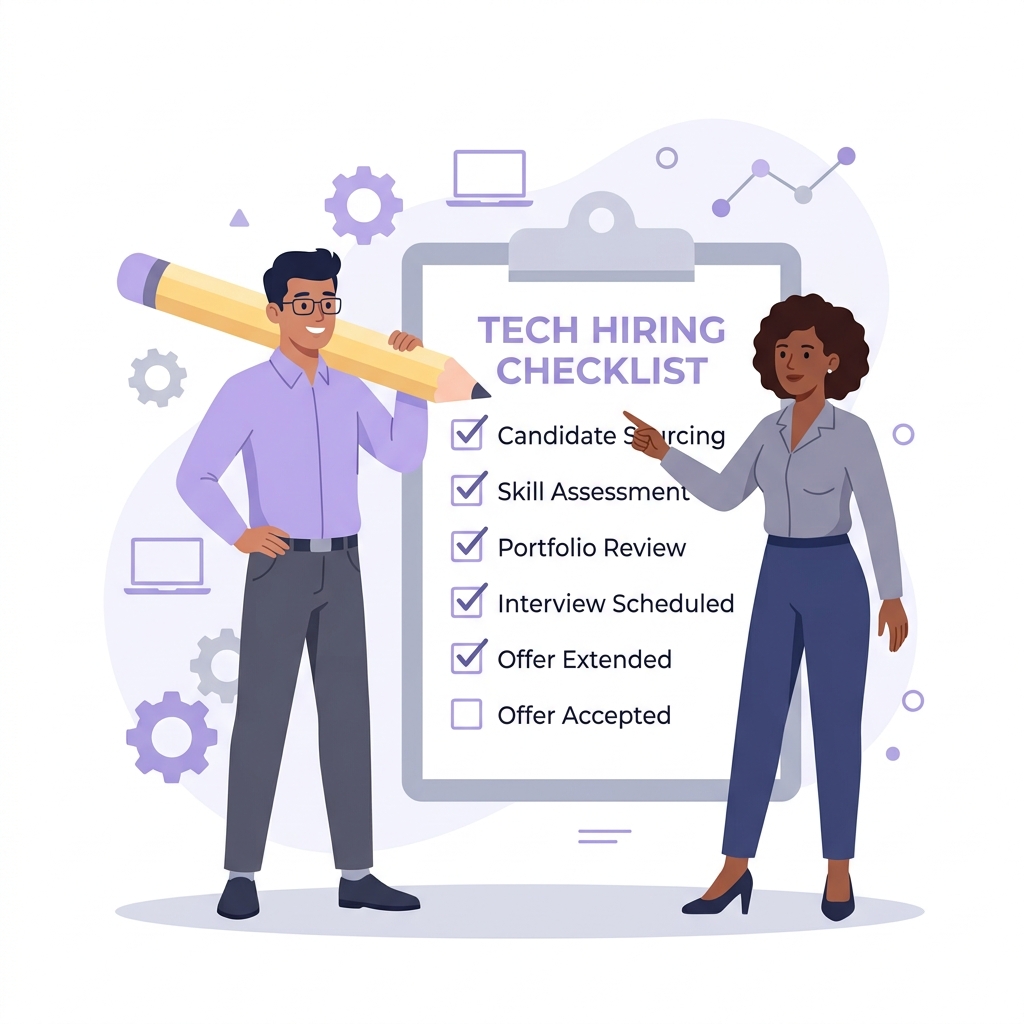 TECH HIRING
CHECKLIST
Candidate Sourcing
Skill Assessment
Portfolio Review
Interview Scheduled
Offer Extended
Offer Accepted